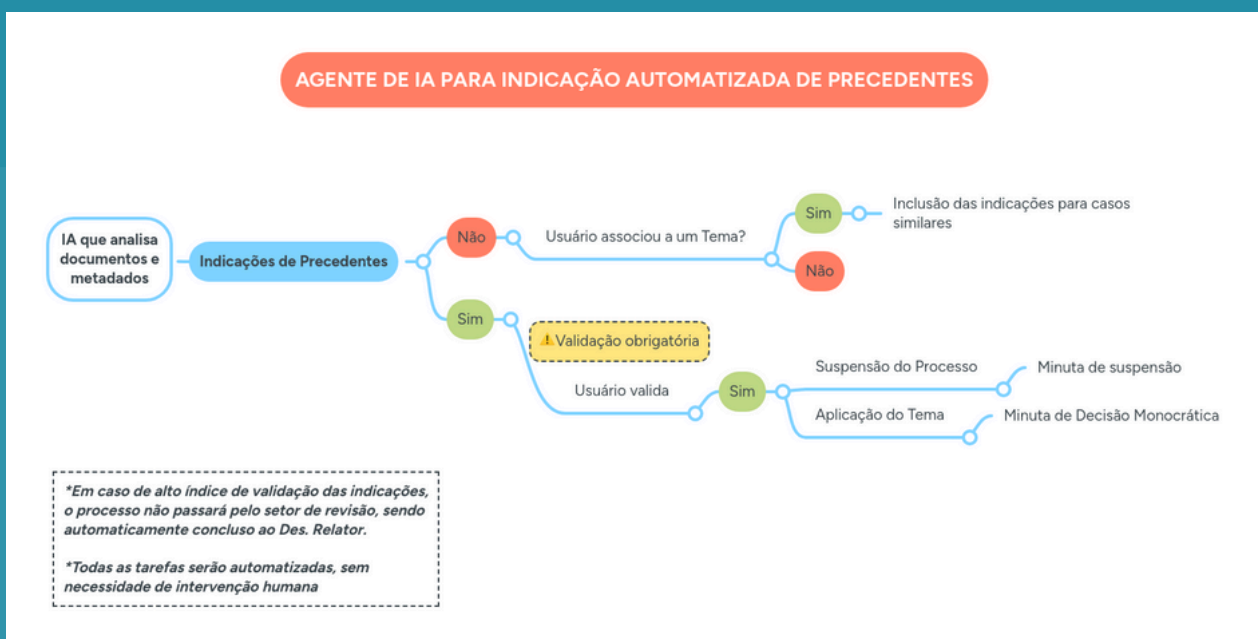 AGENTE DE IA PARA INDICAÇÃO AUTOMATIZADA DE PRECEDENTES
IA que analisa
documentos e
metadados
Indicações de Precedentes
Não
Usuário associou a um Tema?
Sim
Inclusão das indicações para casos
similares
Não
Sim
⚠Validação obrigatória
Usuário valida
Sim
Suspensão do Processo
Minuta de suspensão
Aplicação do Tema
Minuta de Decisão Monocrática
*Em caso de alto índice de validação das indicações,
o processo não passará pelo setor de revisão, sendo
automaticamente concluso ao Des. Relator.
*Todas as tarefas serão automatizadas, sem
necessidade de intervenção humana